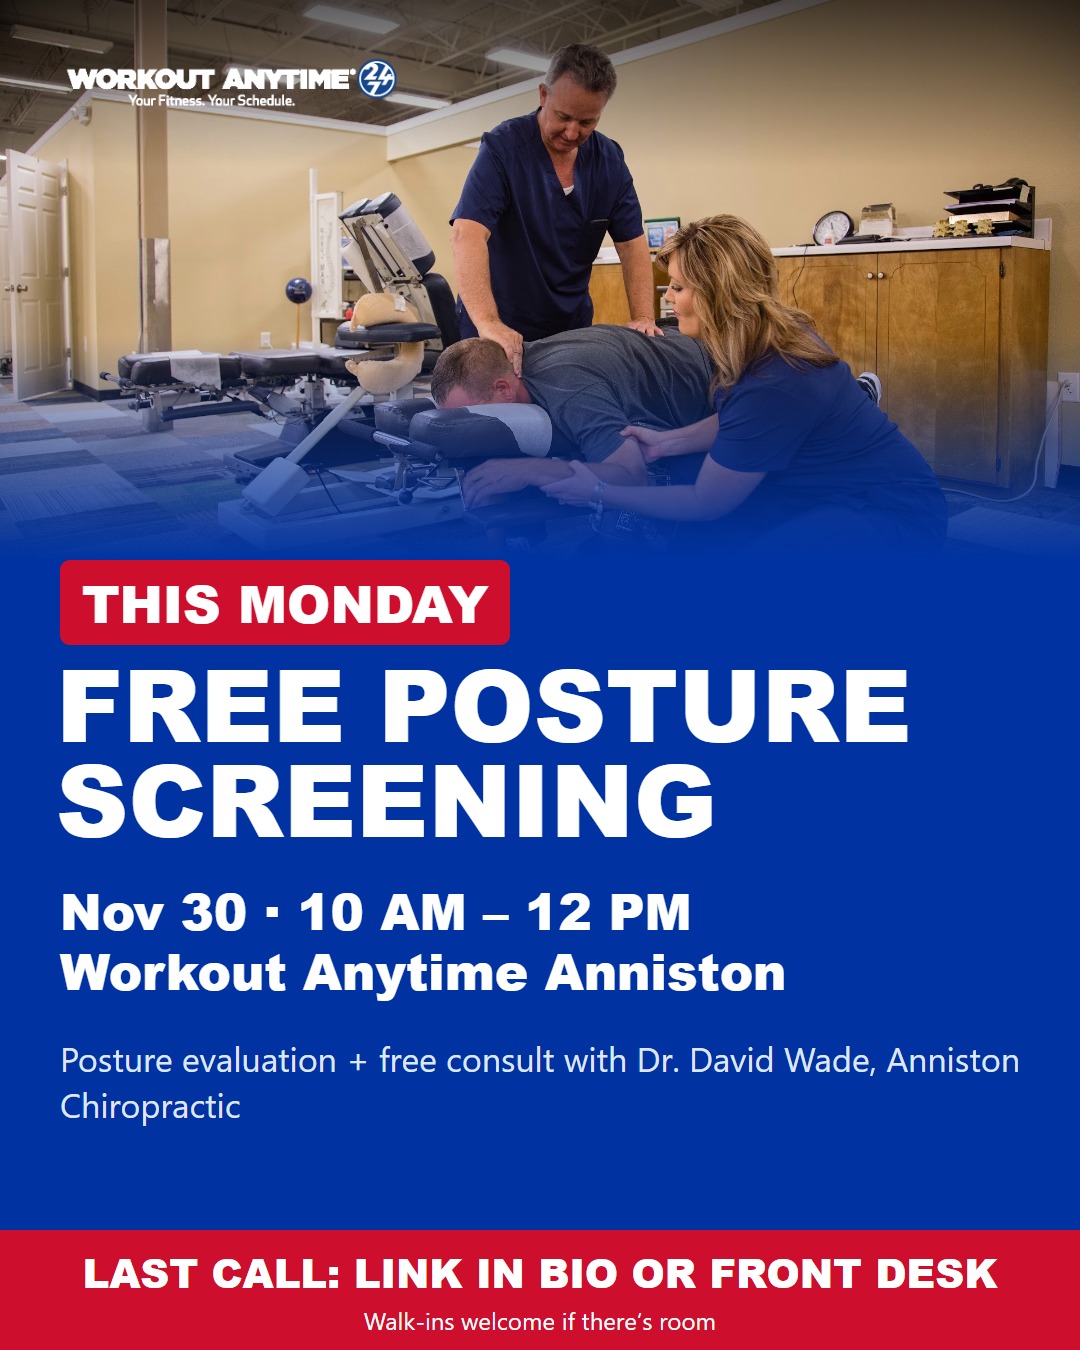 WORKOUT ANYTIME® 24/7
Your Fitness. Your Schedule.
THIS MONDAY
FREE POSTURE
SCREENING
Nov 30 · 10 AM – 12 PM
Workout Anytime Anniston
Posture evaluation + free consult with Dr. David Wade, Anniston
Chiropractic
LAST CALL: LINK IN BIO OR FRONT DESK
Walk-ins welcome if there's room